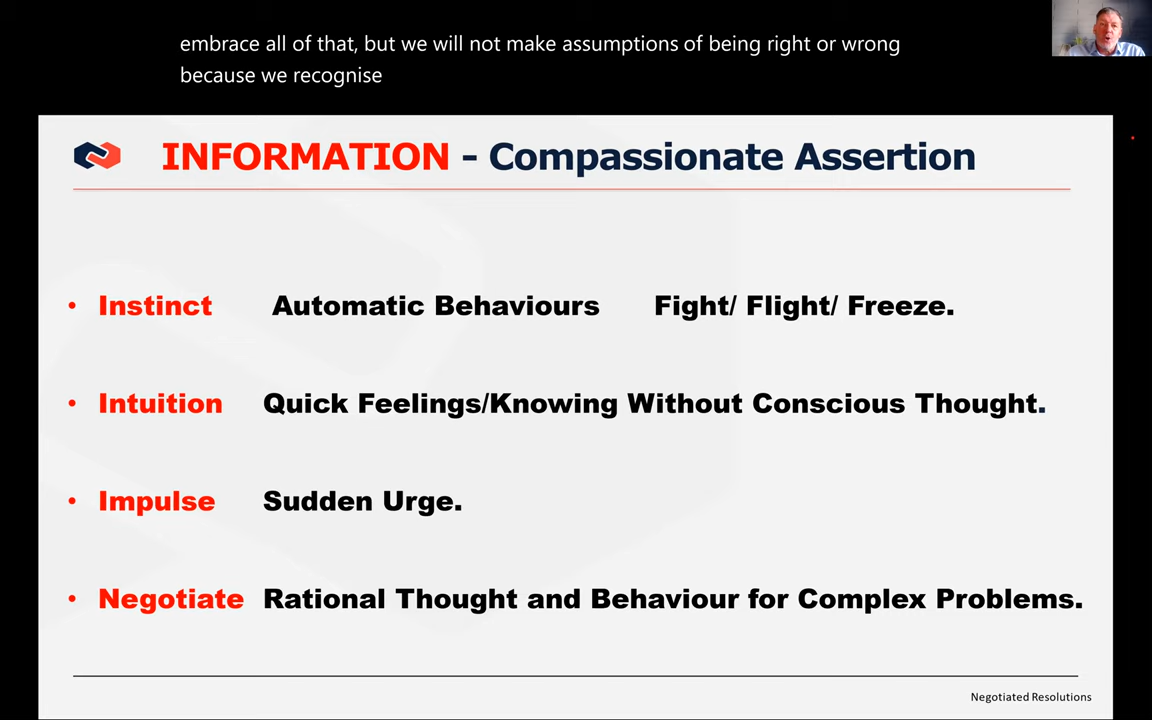 embrace all of that, but we will not make assumptions of being right or wrong
because we recognise
INFORMATION - Compassionate Assertion
• Instinct Automatic Behaviours Fight/ Flight/ Freeze.
• Intuition Quick Feelings/Knowing Without Conscious Thought.
• Impulse Sudden Urge.
• Negotiate Rational Thought and Behaviour for Complex Problems.
Negotiated Resolutions